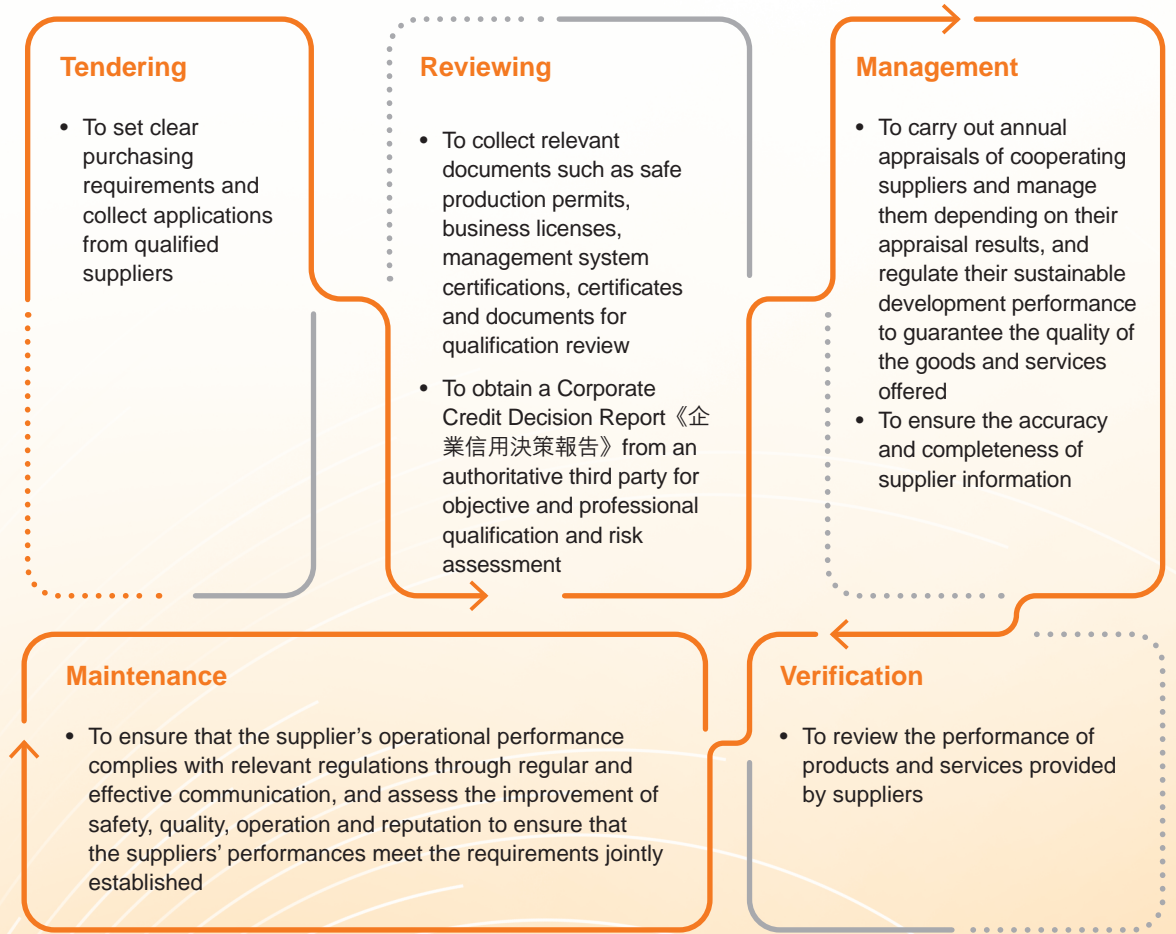 Tendering
• To set clear
purchasing
requirements and
collect applications
from qualified
suppliers
Reviewing
• To collect relevant
documents such as safe
production permits,
business licenses,
management system
certifications, certificates
and documents for
qualification review
• To obtain a Corporate
Credit Decision Report《企
業信用決策報告》from an
authoritative third party for
objective and professional
qualification and risk
assessment
Management
• To carry out annual
appraisals of cooperating
suppliers and manage
them depending on their
appraisal results, and
regulate their sustainable
development performance
to guarantee the quality of
the goods and services
offered
• To ensure the accuracy
and completeness of
supplier information
Maintenance
• To ensure that the supplier’s operational performance
complies with relevant regulations through regular and
effective communication, and assess the improvement of
safety, quality, operation and reputation to ensure that
the suppliers’ performances meet the requirements jointly
established
Verification
• To review the performance of
products and services provided
by suppliers